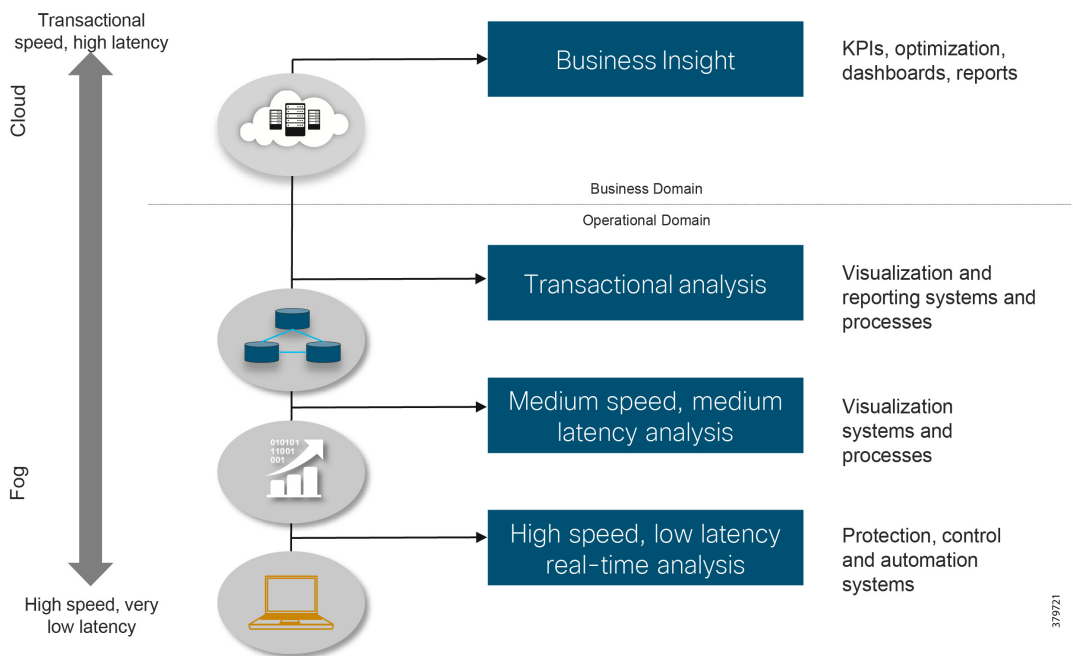 Transactional
speed, high latency
Cloud
Business Insight
KPIs, optimization,
dashboards, reports
Business Domain
Operational Domain
Transactional analysis
Visualization and
reporting systems and
processes
Medium speed, medium
latency analysis
Visualization
systems and
processes
010101
11001
001
Fog
High speed, low latency
real-time analysis
Protection, control
and automation
systems
High speed, very
low latency
379721